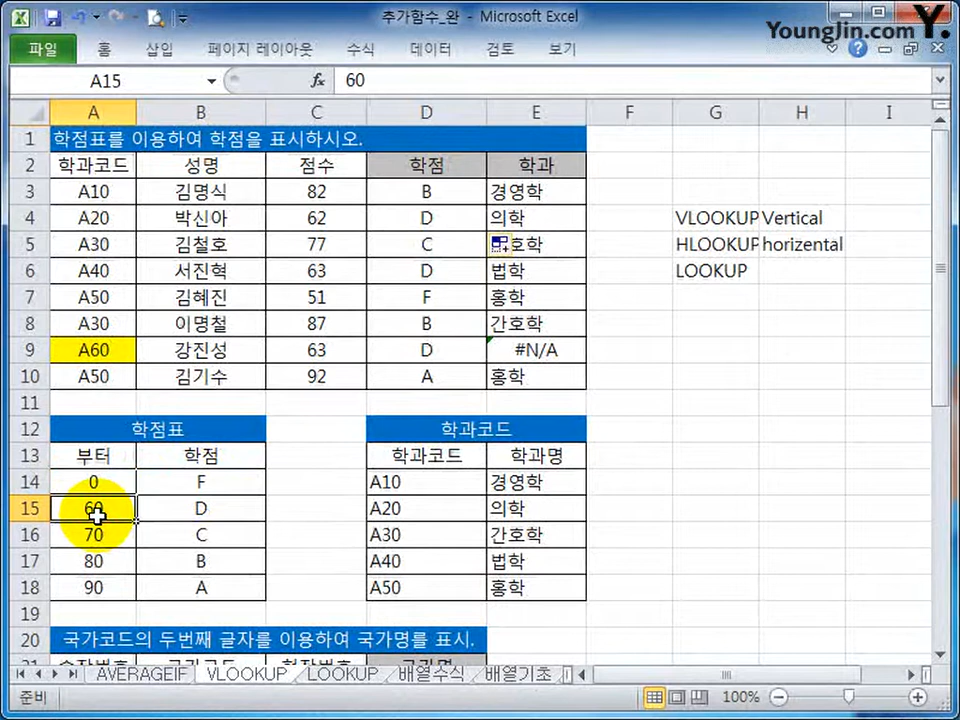 추가함수_완 - Microsoft Excel
YoungJin.com Y.
파일 홈 삽입 페이지 레이아웃 수식 데이터 검토 보기
A15 fx 60
A B C D E F G H I
1 학점표를 이용하여 학점을 표시하시오.
2 학과코드 성명 점수 학점 학과
3 A10 김명식 82 B 경영학
4 A20 박신아 62 D 의학 VLOOKUP Vertical
5 A30 김철호 77 C 호학 HLOOKUP horizental
6 A40 서진혁 63 D 법학 LOOKUP
7 A50 김혜진 51 F 홍학
8 A30 이명철 87 B 간호학
9 A60 강진성 63 D #N/A
10 A50 김기수 92 A 홍학
11
12 학점표 학과코드
13 부터 학점 학과코드 학과명
14 0 F A10 경영학
15 60 D A20 의학
16 70 C A30 간호학
17 80 B A40 법학
18 90 A A50 홍학
19
20 국가코드의 두번째 글자를 이용하여 국가명를 표시.
21
AVERAGEIF VLOOKUP LOOKUP 배열수식 배열기초
준비 100%